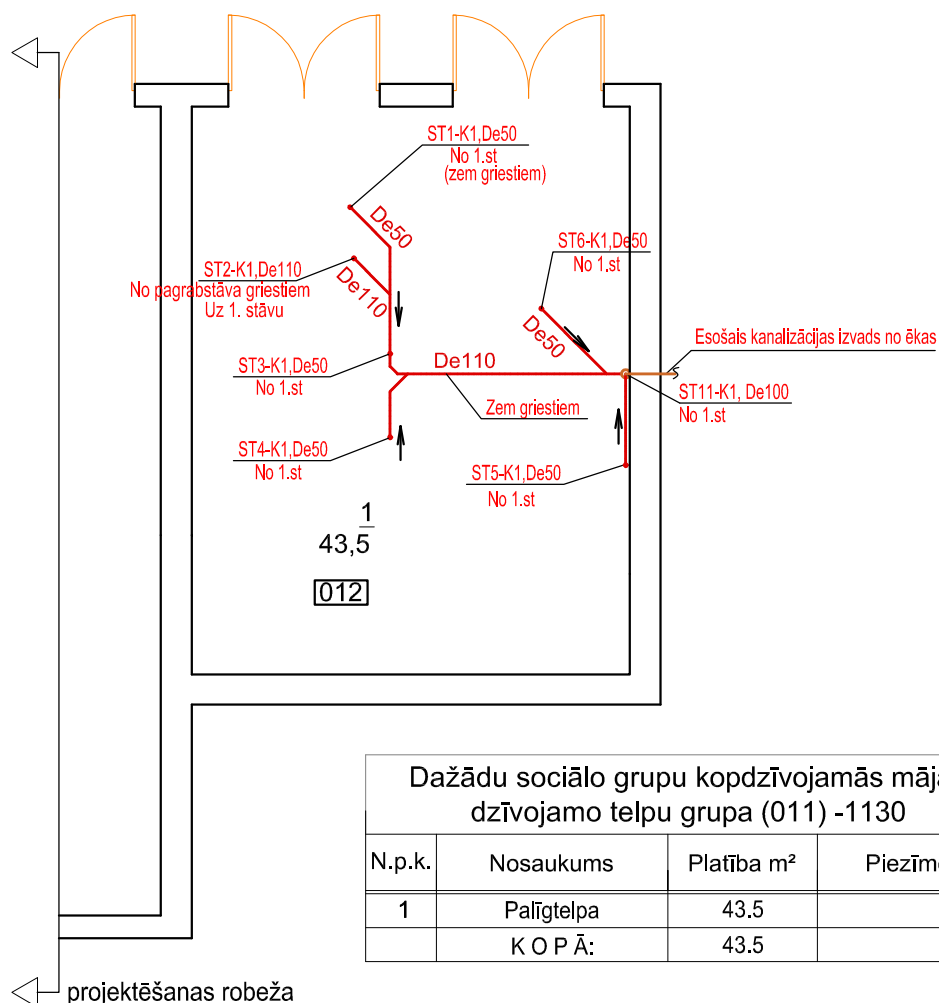 ST1-K1,De50
No 1.st
(zem griestiem)
De50
ST2-K1,De110
No pagrabstāva griestiem
Uz 1. stāvu
De110
ST6-K1,De50
No 1.st
De50
Esošais kanalizācijas izvads no ēkas
ST3-K1,De50
No 1.st
De110
ST11-K1, De100
No 1.st
Zem griestiem
ST4-K1,De50
No 1.st
ST5-K1,De50
No 1.st
1
43,5
012
Dažādu sociālo grupu kopdzīvojamās māja
dzīvojamo telpu grupa (011) -1130
N.p.k. Nosaukums Platība m² Piezīme
1 Palīgtelpa 43.5
K O P Ā: 43.5
projektēšanas robeža